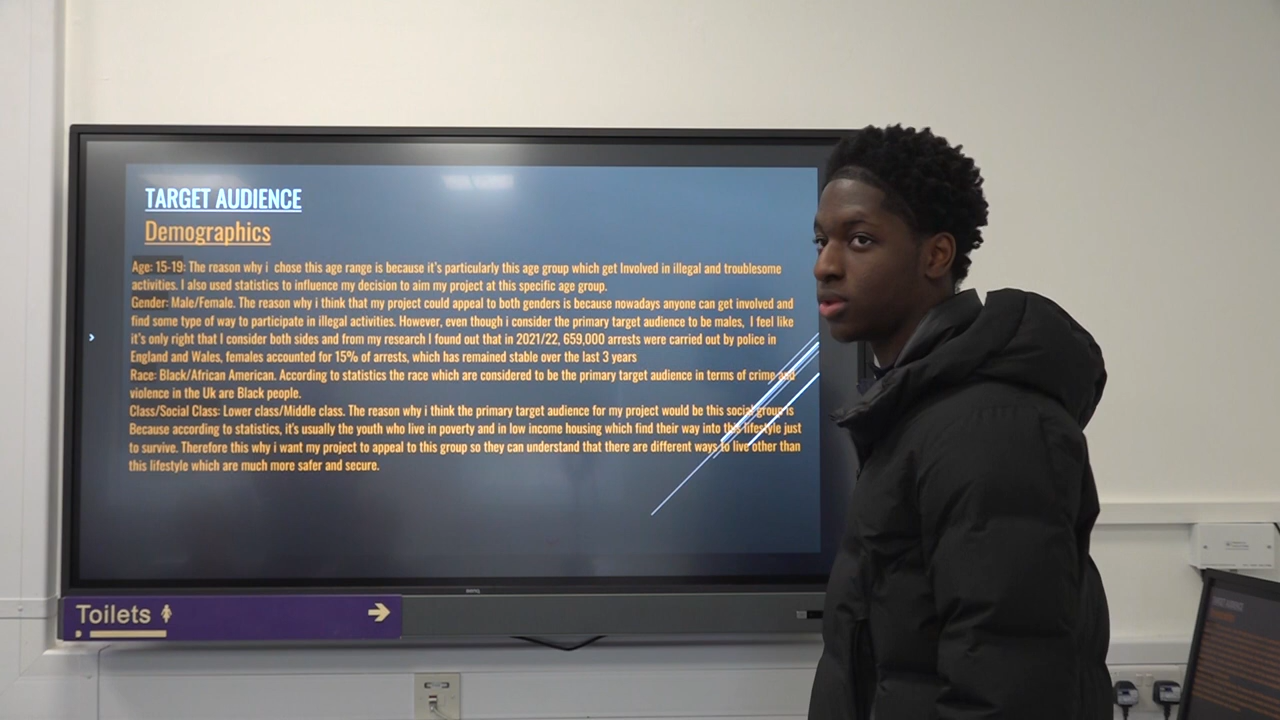 TARGET AUDIENCE
Demographics
Age: 15-19: The reason why i chose this age range is because it's particularly this age group which get Involved in illegal and troublesome
activities. I also used statistics to influence my decision to aim my project at this specific age group.
Gender: Male/Female. The reason why i think that my project could appeal to both genders is because nowadays anyone can get involved and
find some type of way to participate in illegal activities. However, even though i consider the primary target audience to be males, I feel like
it's only right that I consider both sides and from my research I found out that in 2021/22, 659,000 arrests were carried out by police in
England and Wales, females accounted for 15% of arrests, which has remained stable over the last 3 years
Race: Black/African American. According to statistics the race which are considered to be the primary target audience in terms of crime and
violence in the Uk are Black people.
Class/Social Class: Lower class/Middle class. The reason why i think the primary target audience for my project would be this social group is
Because according to statistics, it's usually the youth who live in poverty and in low income housing which find their way into this lifestyle just
to survive. Therefore this why i want my project to appeal to this group so they can understand that there are different ways to live other than
this lifestyle which are much more safer and secure.
BenQ
Toilets